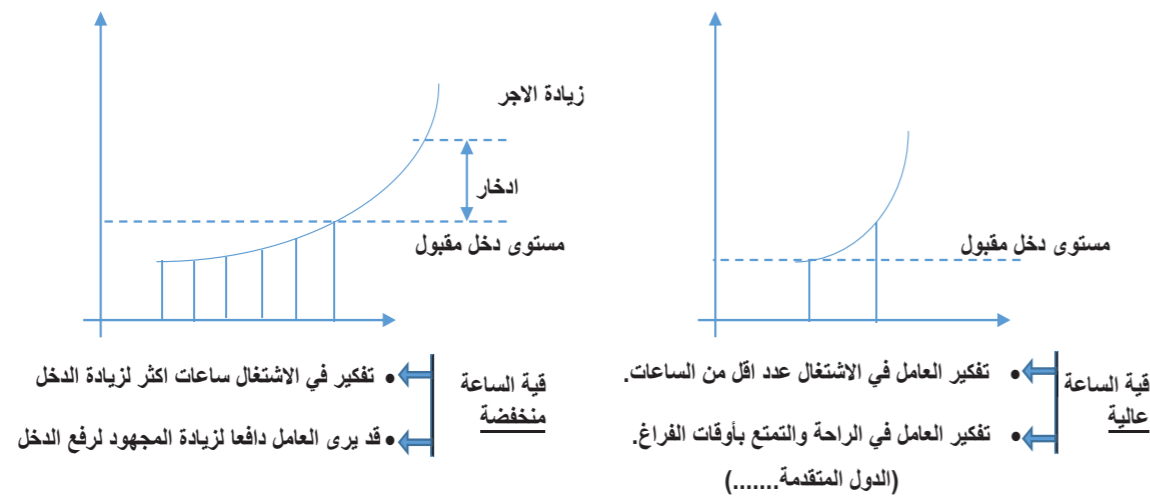 زيادة الاجر
ادخار
مستوى دخل مقبول
مستوى دخل مقبول
قية الساعة
عالية
• تفكير العامل في الاشتغال عدد اقل من الساعات.
• تفكير العامل في الراحة والتمتع بأوقات الفراغ.
(الدول المتقدمة.......)
قية الساعة
منخفضة
• تفكير في الاشتغال ساعات اكثر لزيادة الدخل
• قد يرى العامل دافعا لزيادة المجهود لرفع الدخل